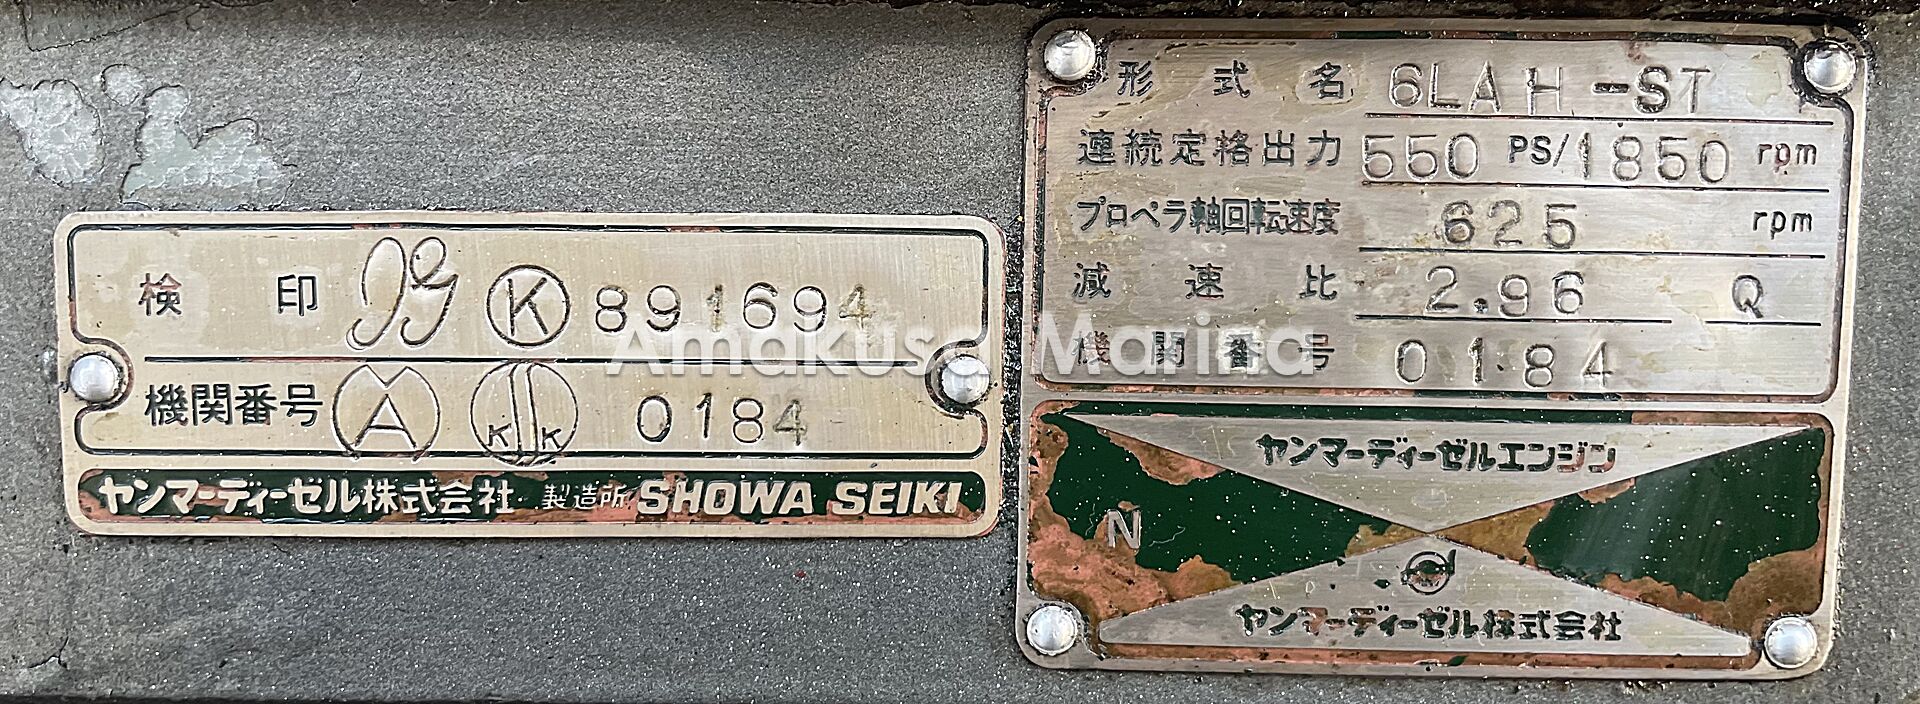 検印 JG K 891694
機関番号 A KK 0184
ヤンマーディーゼル株式会社 製造所 SHOWA SEIKI
形式名 6LAH-ST
連続定格出力 550 PS/1850 rpm
プロペラ軸回転速度 625 rpm
減速比 2.96 Q
機関番号 0184
ヤンマーディーゼルエンジン
N
ヤンマーディーゼル株式会社
Amakusa Marina